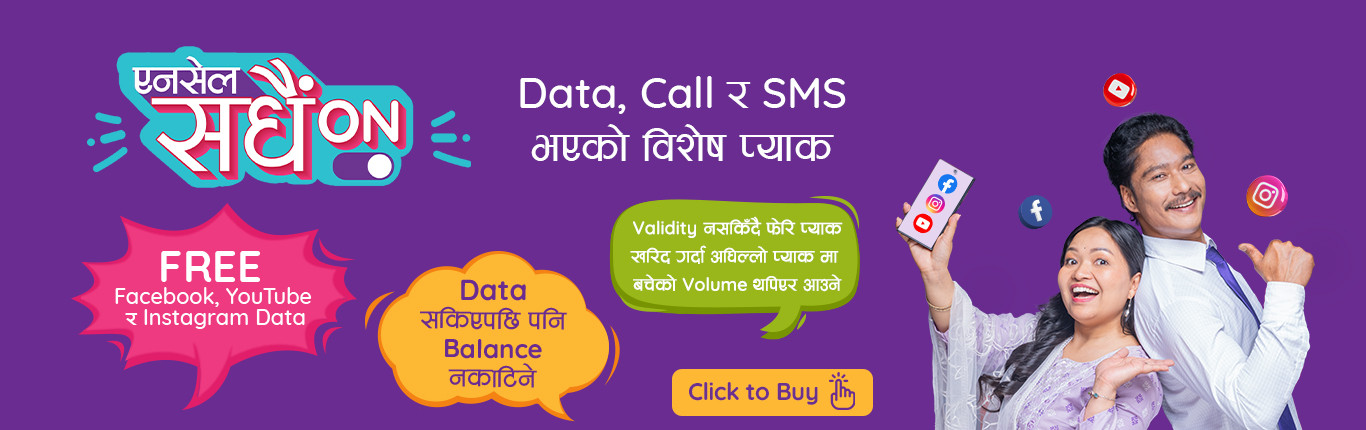 एनसेल
सधैं ON
Data, Call र SMS
भएको विशेष प्याक
FREE
Facebook, YouTube
र Instagram Data
Data
सकिएपछि पनि
Balance
नकाटिने
Validity नसकिँदै फेरि प्याक
खरिद गर्दा अघिल्लो प्याक मा
बचेको Volume थपिएर आउने
Click to Buy